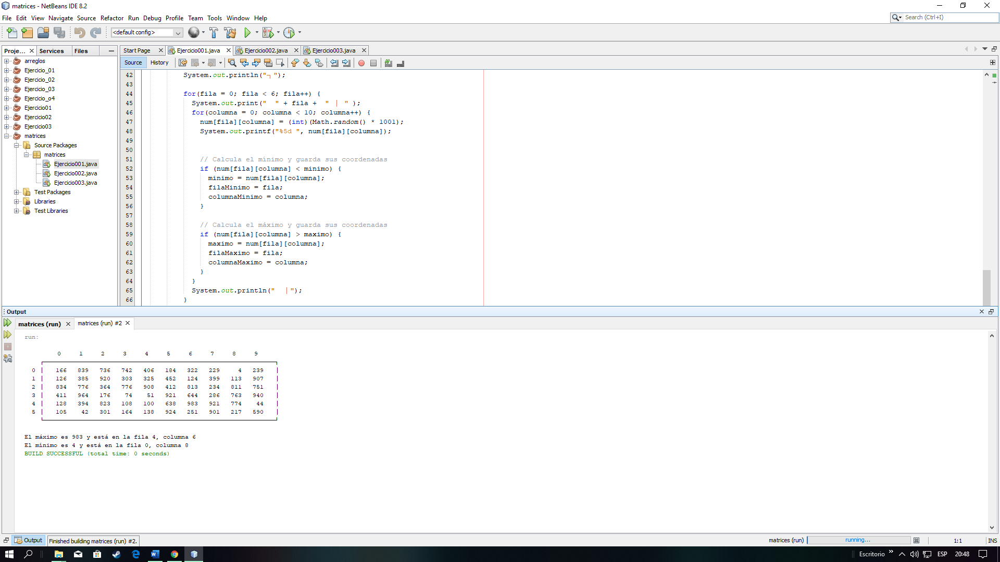 matrices - NetBeans IDE 8.2
File Edit View Navigate Source Refactor Run Debug Profile Team Tools Window Help
Search (Ctrl+I)
<default config>
Proje... Services Files
Start Page Ejercicio001.java Ejercicio002.java Ejercicio003.java
Source History
arreglos
Ejercicio_01
Ejercicio_02
Ejercicio_03
Ejercicio_o4
Ejercicio01
Ejercicio02
Ejercicio03
matrices
Source Packages
matrices
Ejercicio001.java
Ejercicio002.java
Ejercicio003.java
Test Packages
Libraries
Test Libraries
42 System.out.println("┐");
43
44 for(fila = 0; fila < 6; fila++) {
45 System.out.print("  " + fila +  " │ " );
46 for(columna = 0; columna < 10; columna++) {
47 num[fila][columna] = (int)(Math.random() * 1001);
48 System.out.printf("%5d ", num[fila][columna]);
49
50
51 // Calcula el mínimo y guarda sus coordenadas
52 if (num[fila][columna] < minimo) {
53 minimo = num[fila][columna];
54 filaMinimo = fila;
55 columnaMinimo = columna;
56 }
57
58 // Calcula el máximo y guarda sus coordenadas
59 if (num[fila][columna] > maximo) {
60 maximo = num[fila][columna];
61 filaMaximo = fila;
62 columnaMaximo = columna;
63 }
64 }
65 System.out.println("  │");
66 }
Output
matrices (run) matrices (run) #2
run:
0 1 2 3 4 5 6 7 8 9
0 │ 166 839 736 742 406 184 322 229 4 239 │
1 │ 126 385 920 303 325 452 124 399 113 907 │
2 │ 834 776 364 776 908 412 813 234 811 751 │
3 │ 411 964 176 74 51 921 644 286 763 940 │
4 │ 128 394 823 108 100 638 983 921 774 44 │
5 │ 105 42 301 164 138 924 251 901 217 590 │
El máximo es 983 y está en la fila 4, columna 6
El mínimo es 4 y está en la fila 0, columna 8
BUILD SUCCESSFUL (total time: 0 seconds)
Output Finished building matrices (run) #2. matrices (run) running... 1:1 INS
Escritorio ESP 20:48